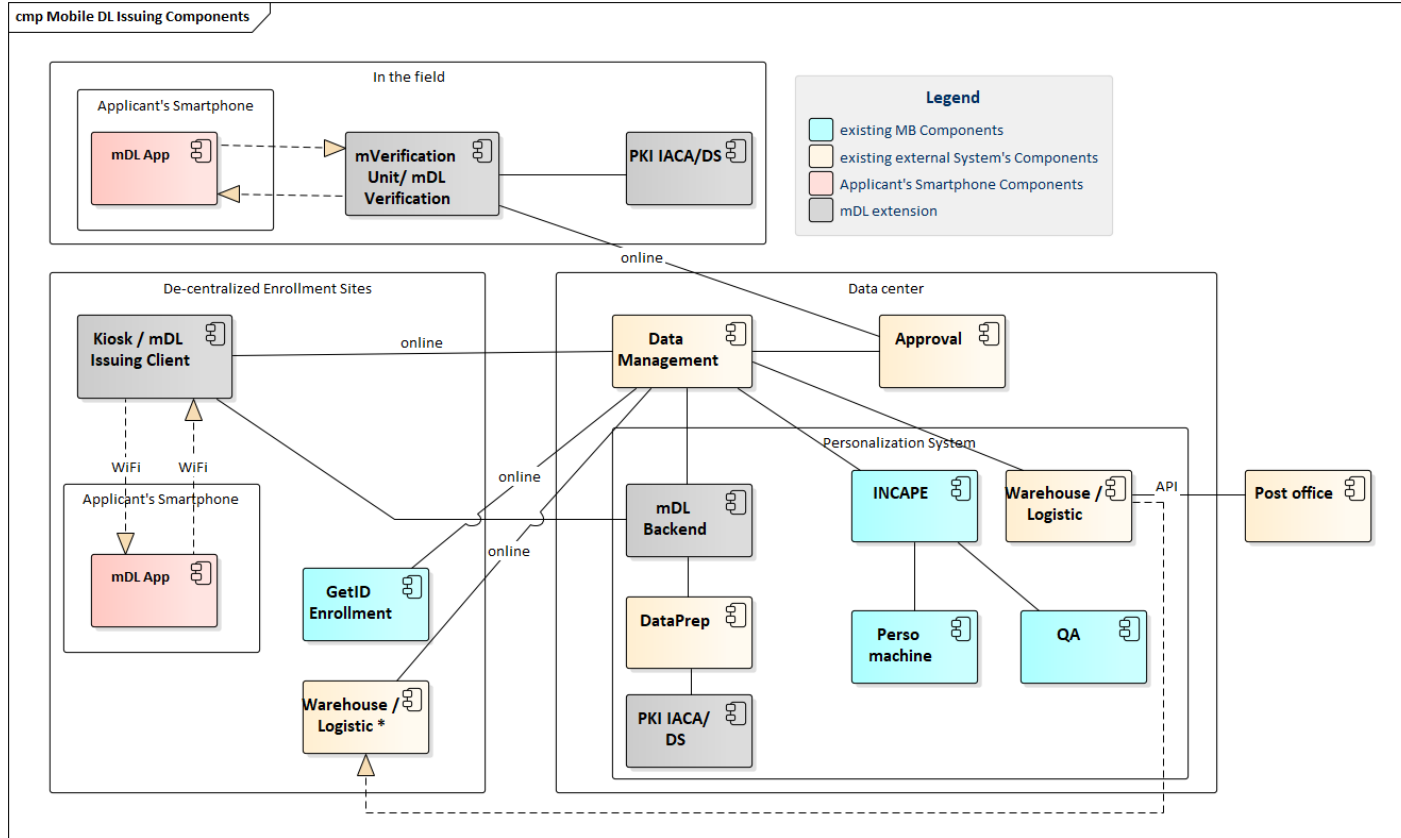 cmp Mobile DL Issuing Components
In the field
Applicant's Smartphone
mDL App
mVerification
Unit/ mDL
Verification
PKI IACA/DS
Legend
existing MB Components
existing external System's Components
Applicant's Smartphone Components
mDL extension
online
De-centralized Enrollment Sites
Kiosk / mDL
Issuing Client
online
WiFi
WiFi
Applicant's Smartphone
mDL App
GetID
Enrollment
Warehouse /
Logistic *
online
online
Data center
Data
Management
Approval
Personalization System
mDL
Backend
INCAPE
Warehouse /
Logistic
API
Post office
DataPrep
Perso
machine
QA
PKI IACA/
DS